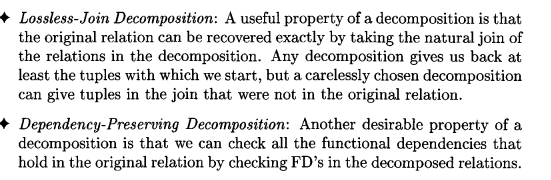 ✦ Lossless-Join Decomposition: A useful property of a decomposition is that
the original relation can be recovered exactly by taking the natural join of
the relations in the decomposition. Any decomposition gives us back at
least the tuples with which we start, but a carelessly chosen decomposition
can give tuples in the join that were not in the original relation.
✦ Dependency-Preserving Decomposition: Another desirable property of a
decomposition is that we can check all the functional dependencies that
hold in the original relation by checking FD's in the decomposed relations.